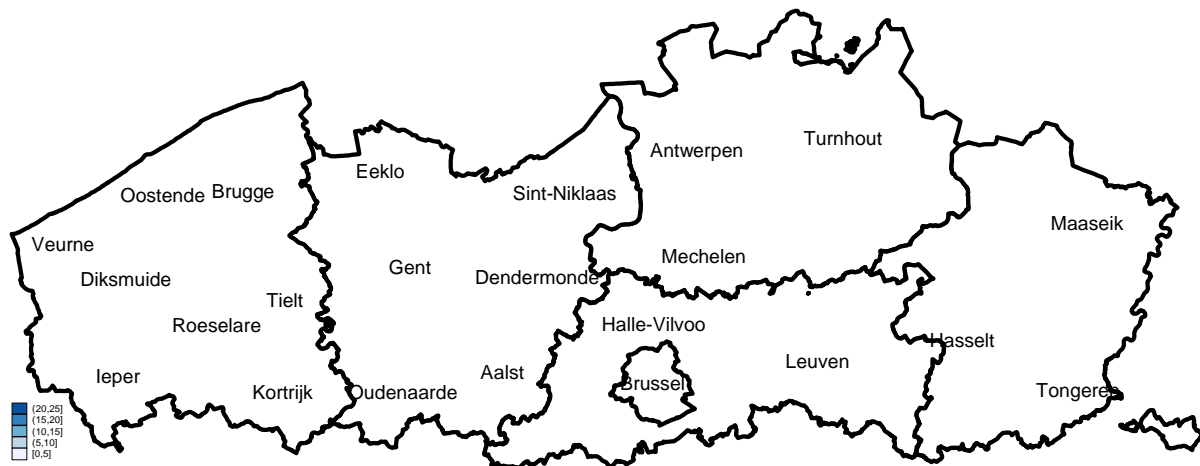 Turnhout
Antwerpen
Eeklo
Oostende Brugge
Sint-Niklaas
Maaseik
Veurne
Mechelen
Gent
Diksmuide
Dendermonde
Tielt
Roeselare
Halle-Vilvoo
Hasselt
Leuven
Aalst
Ieper
Brussel
Kortrijk
Oudenaarde
Tongeren
(20,25]
(15,20]
(10,15]
(5,10]
[0,5]